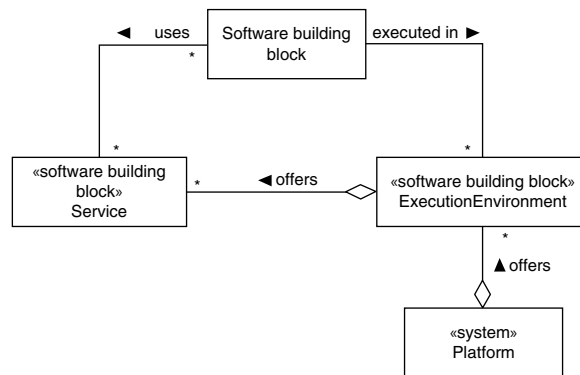 ◄ uses
Software building
block
executed in ►
*
*
*
«software building
block»
Service
*
◄ offers
«software building block»
ExecutionEnvironment
*
▲ offers
«system»
Platform